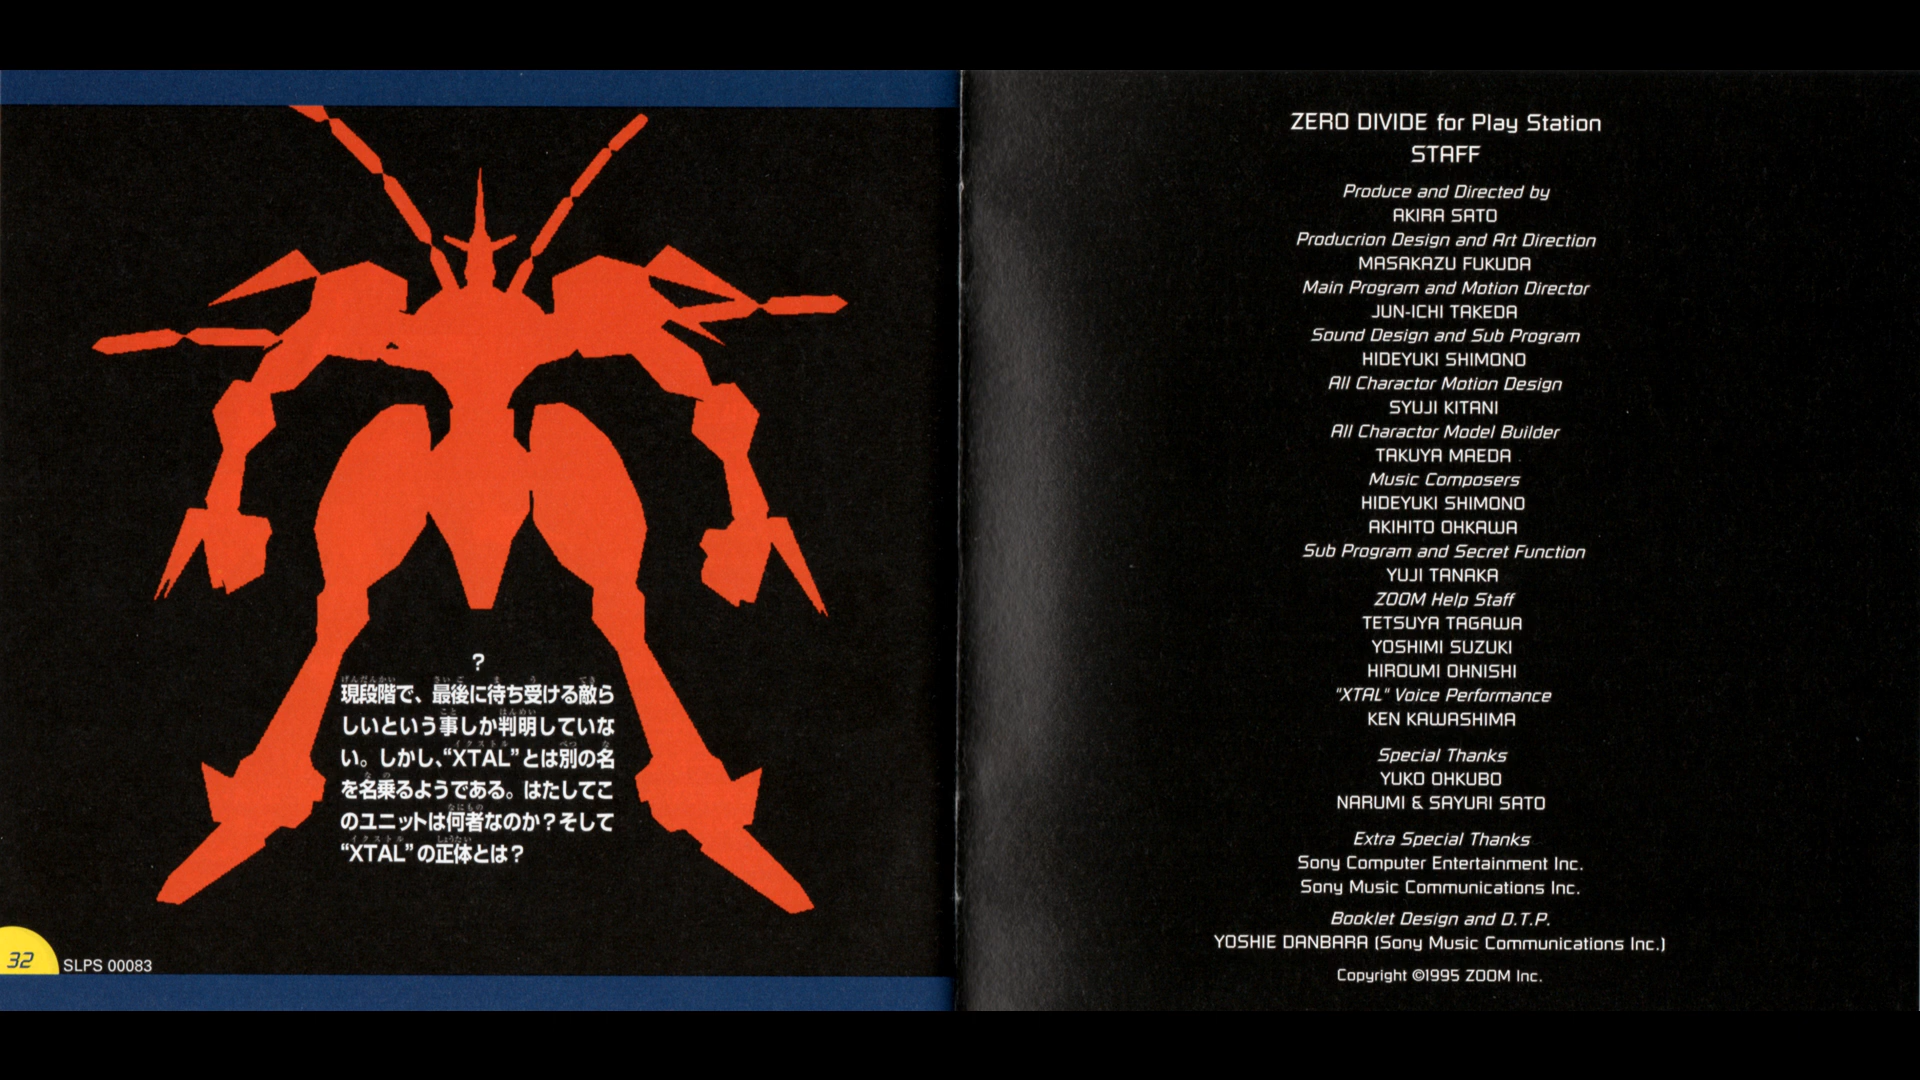 ?
現段階で、最後に待ち受ける敵ら
しいという事しか判明していな
い。しかし、“XTAL”とは別の名
を名乗るようである。はたしてこ
のユニットは何者なのか？そして
“XTAL”の正体とは？
32
SLPS 00083
ZERO DIVIDE for Play Station
STAFF
Produce and Directed by
AKIRA SATO
Producrion Design and Art Direction
MASAKAZU FUKUDA
Main Program and Motion Director
JUN-ICHI TAKEDA
Sound Design and Sub Program
HIDEYUKI SHIMONO
All Charactor Motion Design
SYUJI KITANI
All Charactor Model Builder
TAKUYA MAEDA
Music Composers
HIDEYUKI SHIMONO
AKIHITO OHKAWA
Sub Program and Secret Function
YUJI TANAKA
ZOOM Help Staff
TETSUYA TAGAWA
YOSHIMI SUZUKI
HIROUMI OHNISHI
"XTAL" Voice Performance
KEN KAWASHIMA
Special Thanks
YUKO OHKUBO
NARUMI & SAYURI SATO
Extra Special Thanks
Sony Computer Entertainment Inc.
Sony Music Communications Inc.
Booklet Design and D.T.P.
YOSHIE DANBARA (Sony Music Communications Inc.)
Copyright ©1995 ZOOM Inc.